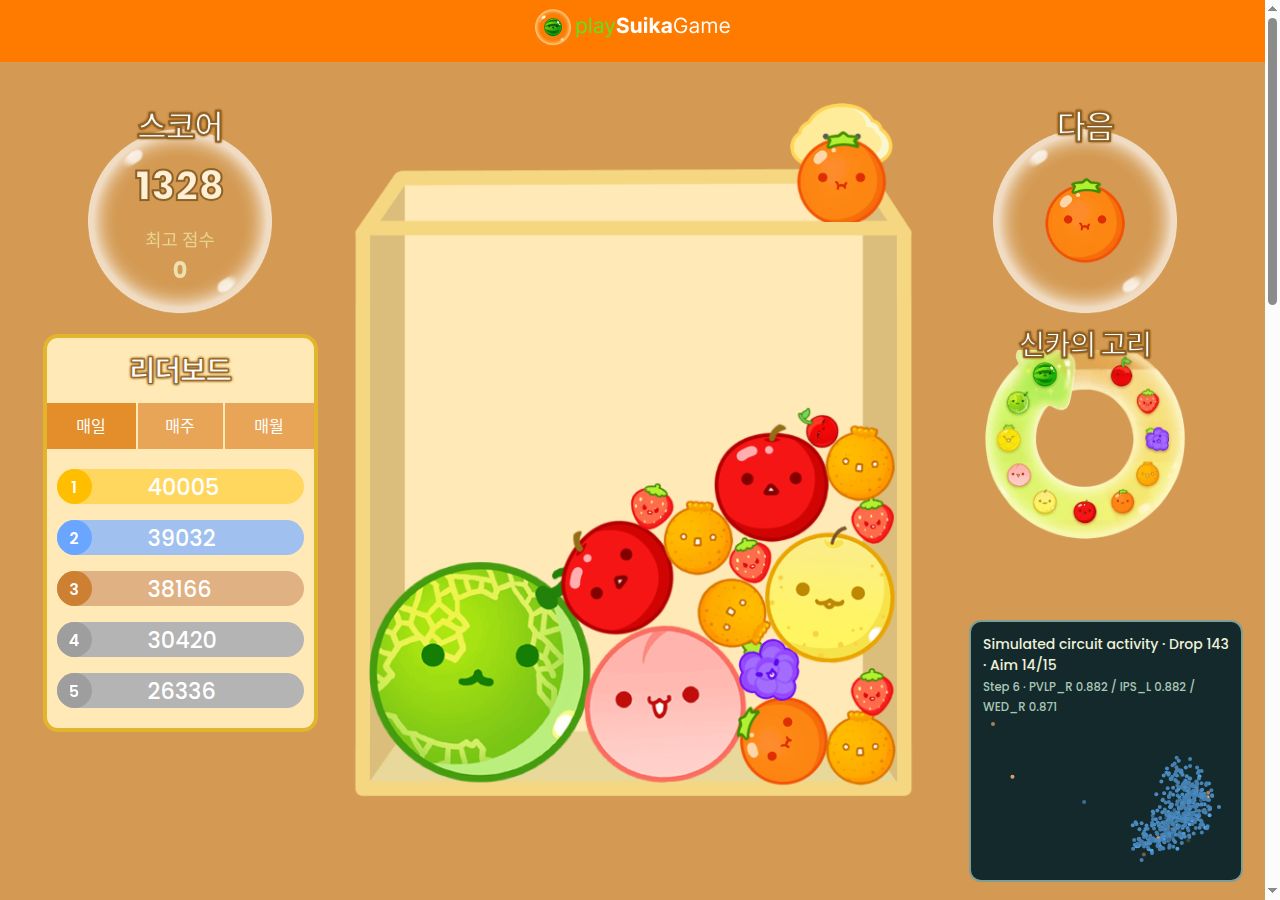 playSuikaGame
스코어
1328
최고 점수
0
리더보드
매일 매주 매월
1 40005
2 39032
3 38166
4 30420
5 26336
다음
신카의 고리
Simulated circuit activity · Drop 143
· Aim 14/15
Step 6 · PVLP_R 0.882 / IPS_L 0.882 /
WED_R 0.871